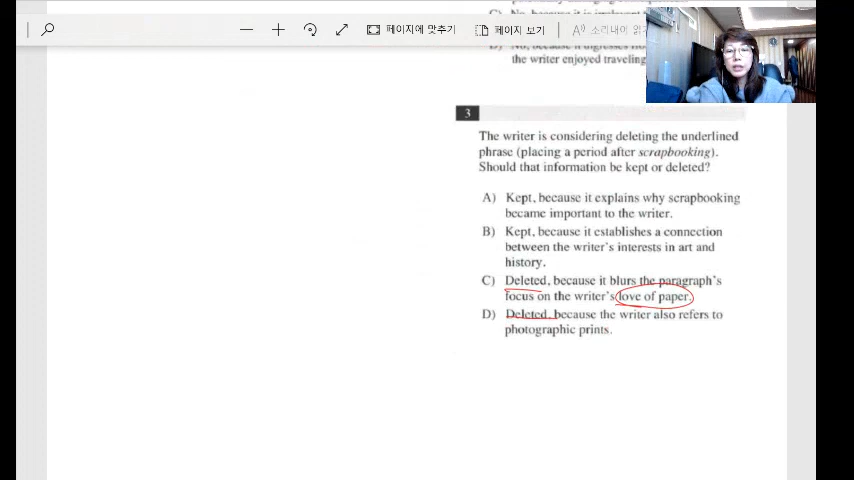 페이지에 맞추기
페이지 보기
A 소리내어 읽기
the writer enjoyed traveling
3
The writer is considering deleting the underlined
phrase (placing a period after scrapbooking).
Should that information be kept or deleted?
A) Kept, because it explains why scrapbooking
became important to the writer.
B) Kept, because it establishes a connection
between the writer's interests in art and
history.
C) Deleted, because it blurs the paragraph's
focus on the writer's love of paper.
D) Deleted, because the writer also refers to
photographic prints.